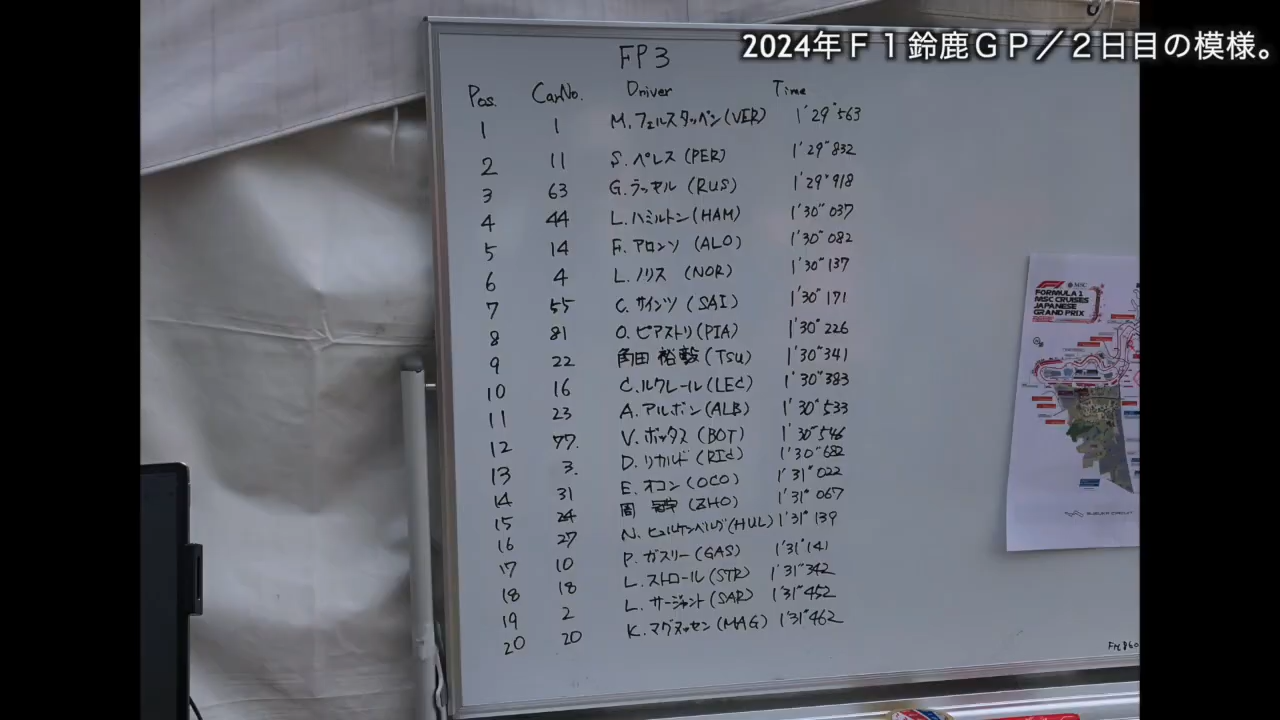 2024年Ｆ１鈴鹿ＧＰ／２日目の模様。
FP3
Pos. Car No. Driver Time
1 1 M.フェルスタッペン(VER) 1'29"563
2 11 S.ペレス(PER) 1'29"832
3 63 G.ラッセル(RUS) 1'29"918
4 44 L.ハミルトン(HAM) 1'30"037
5 14 F.アロンソ(ALO) 1'30"082
6 4 L.ノリス(NOR) 1'30"137
7 55 C.サインツ(SAI) 1'30"171
8 81 O.ピアストリ(PIA) 1'30"226
9 22 角田 裕毅(TSU) 1'30"341
10 16 C.ルクレール(LEC) 1'30"383
11 23 A.アルボン(ALB) 1'30"533
12 77. V.ボッタス(BOT) 1'30"546
13 3. D.リカルド(RIC) 1'30"682
14 31 E.オコン(OCO) 1'31"022
15 24 周 (ZHO) 1'31"067
16 27 N.ヒュルケンベルグ(HUL) 1'31"139
17 10 P.ガスリー(GAS) 1'31"141
18 18 L.ストロール(STR) 1'31"342
19 2 L.サージャント(SAR) 1'31"452
20 20 K.マグヌッセン(MAG) 1'31"462
F1 MSC
FORMULA 1
MSC CRUISES
JAPANESE
GRAND PRIX
SUZUKA CIRCUIT